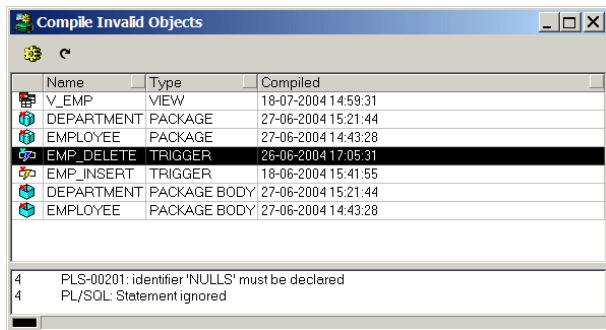 Compile Invalid Objects
Name Type Compiled
V_EMP VIEW 18-07-2004 14:59:31
DEPARTMENT PACKAGE 27-06-2004 15:21:44
EMPLOYEE PACKAGE 27-06-2004 14:43:28
EMP_DELETE TRIGGER 26-06-2004 17:05:31
EMP_INSERT TRIGGER 18-06-2004 15:41:55
DEPARTMENT PACKAGE BODY 27-06-2004 15:21:44
EMPLOYEE PACKAGE BODY 27-06-2004 14:43:28
4 PLS-00201: identifier 'NULLS' must be declared
4 PL/SQL: Statement ignored